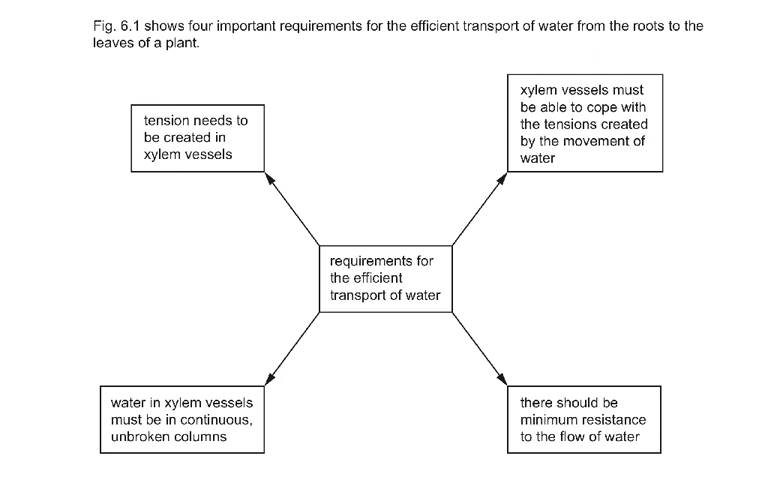 Fig. 6.1 shows four important requirements for the efficient transport of water from the roots to the
leaves of a plant.
tension needs to
be created in
xylem vessels
xylem vessels must
be able to cope with
the tensions created
by the movement of
water
requirements for
the efficient
transport of water
water in xylem vessels
must be in continuous,
unbroken columns
there should be
minimum resistance
to the flow of water